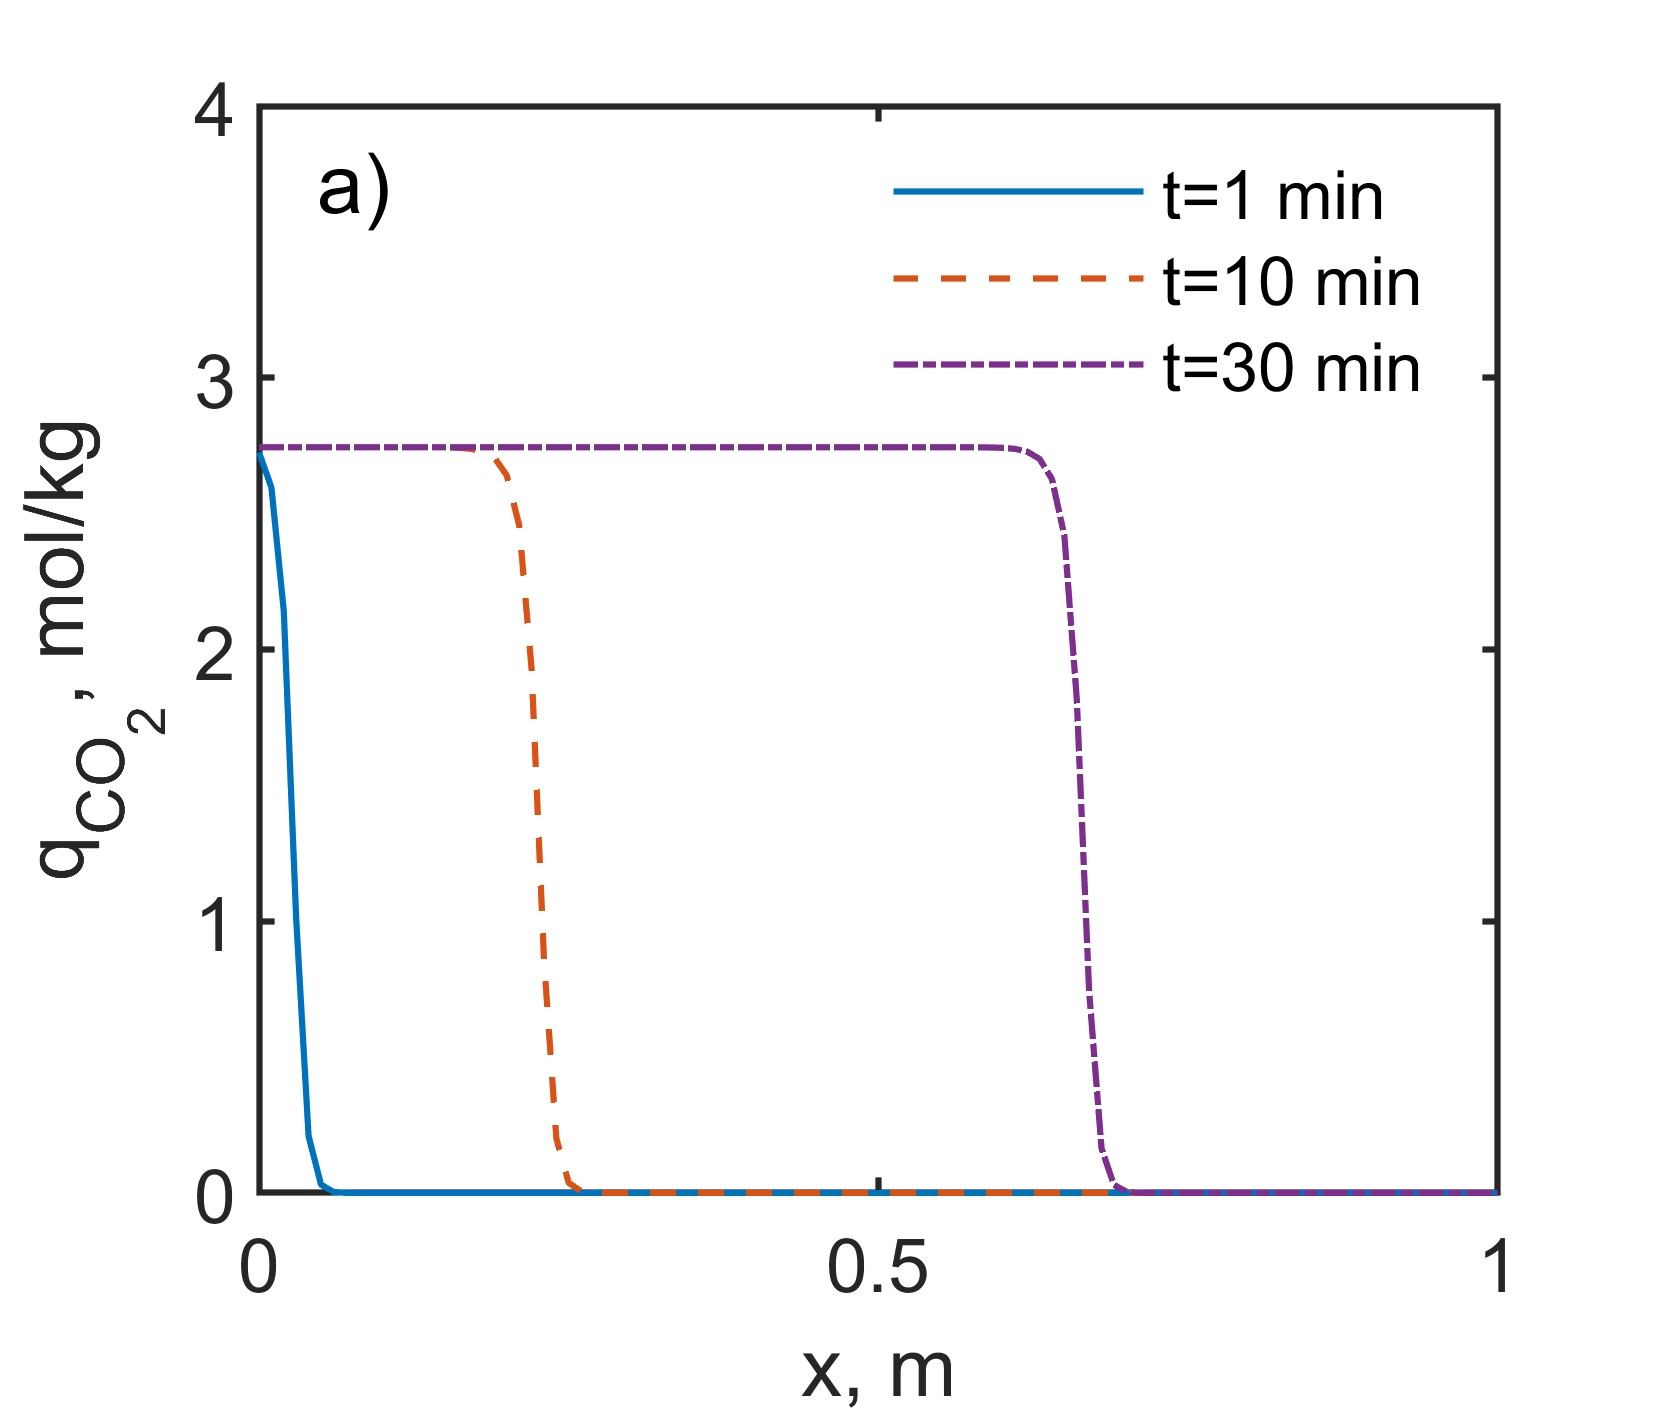 a)
t=1 min
t=10 min
t=30 min
4
3
2
1
0
0 0.5 1
x, m
qCO2, mol/kg